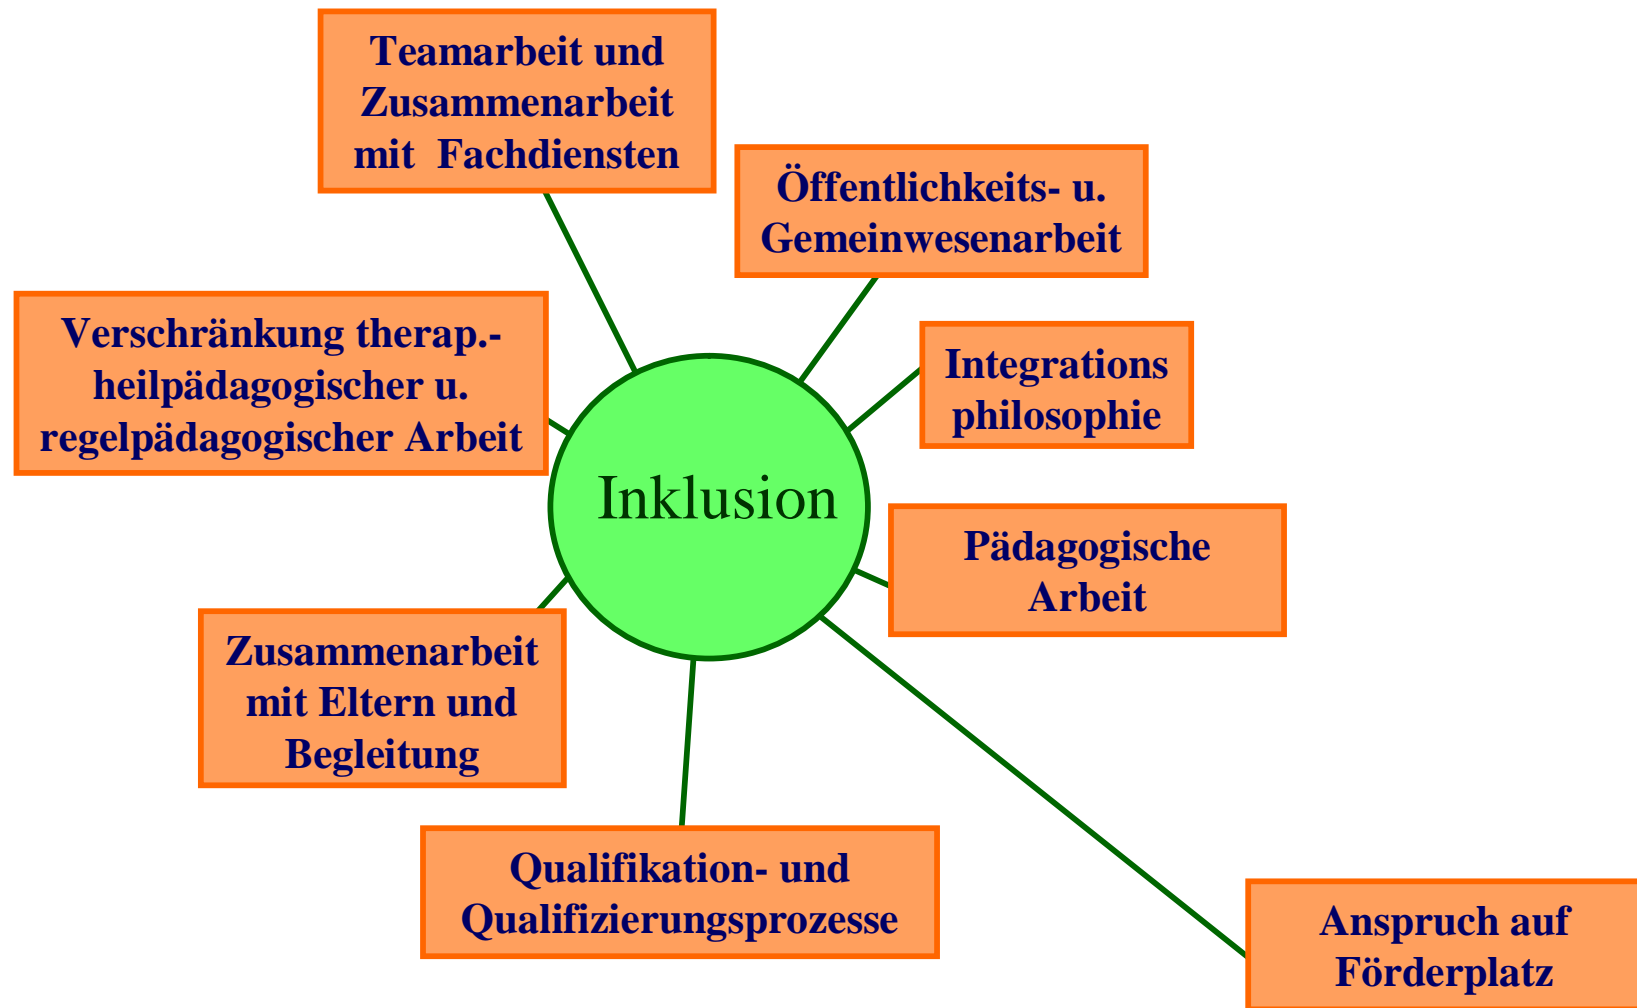 Teamarbeit und
Zusammenarbeit
mit Fachdiensten
Öffentlichkeits- u.
Gemeinwesenarbeit
Verschränkung therap.-
heilpädagogischer u.
regelpädagogischer Arbeit
Integrations
philosophie
Inklusion
Pädagogische
Arbeit
Zusammenarbeit
mit Eltern und
Begleitung
Qualifikation- und
Qualifizierungsprozesse
Anspruch auf
Förderplatz